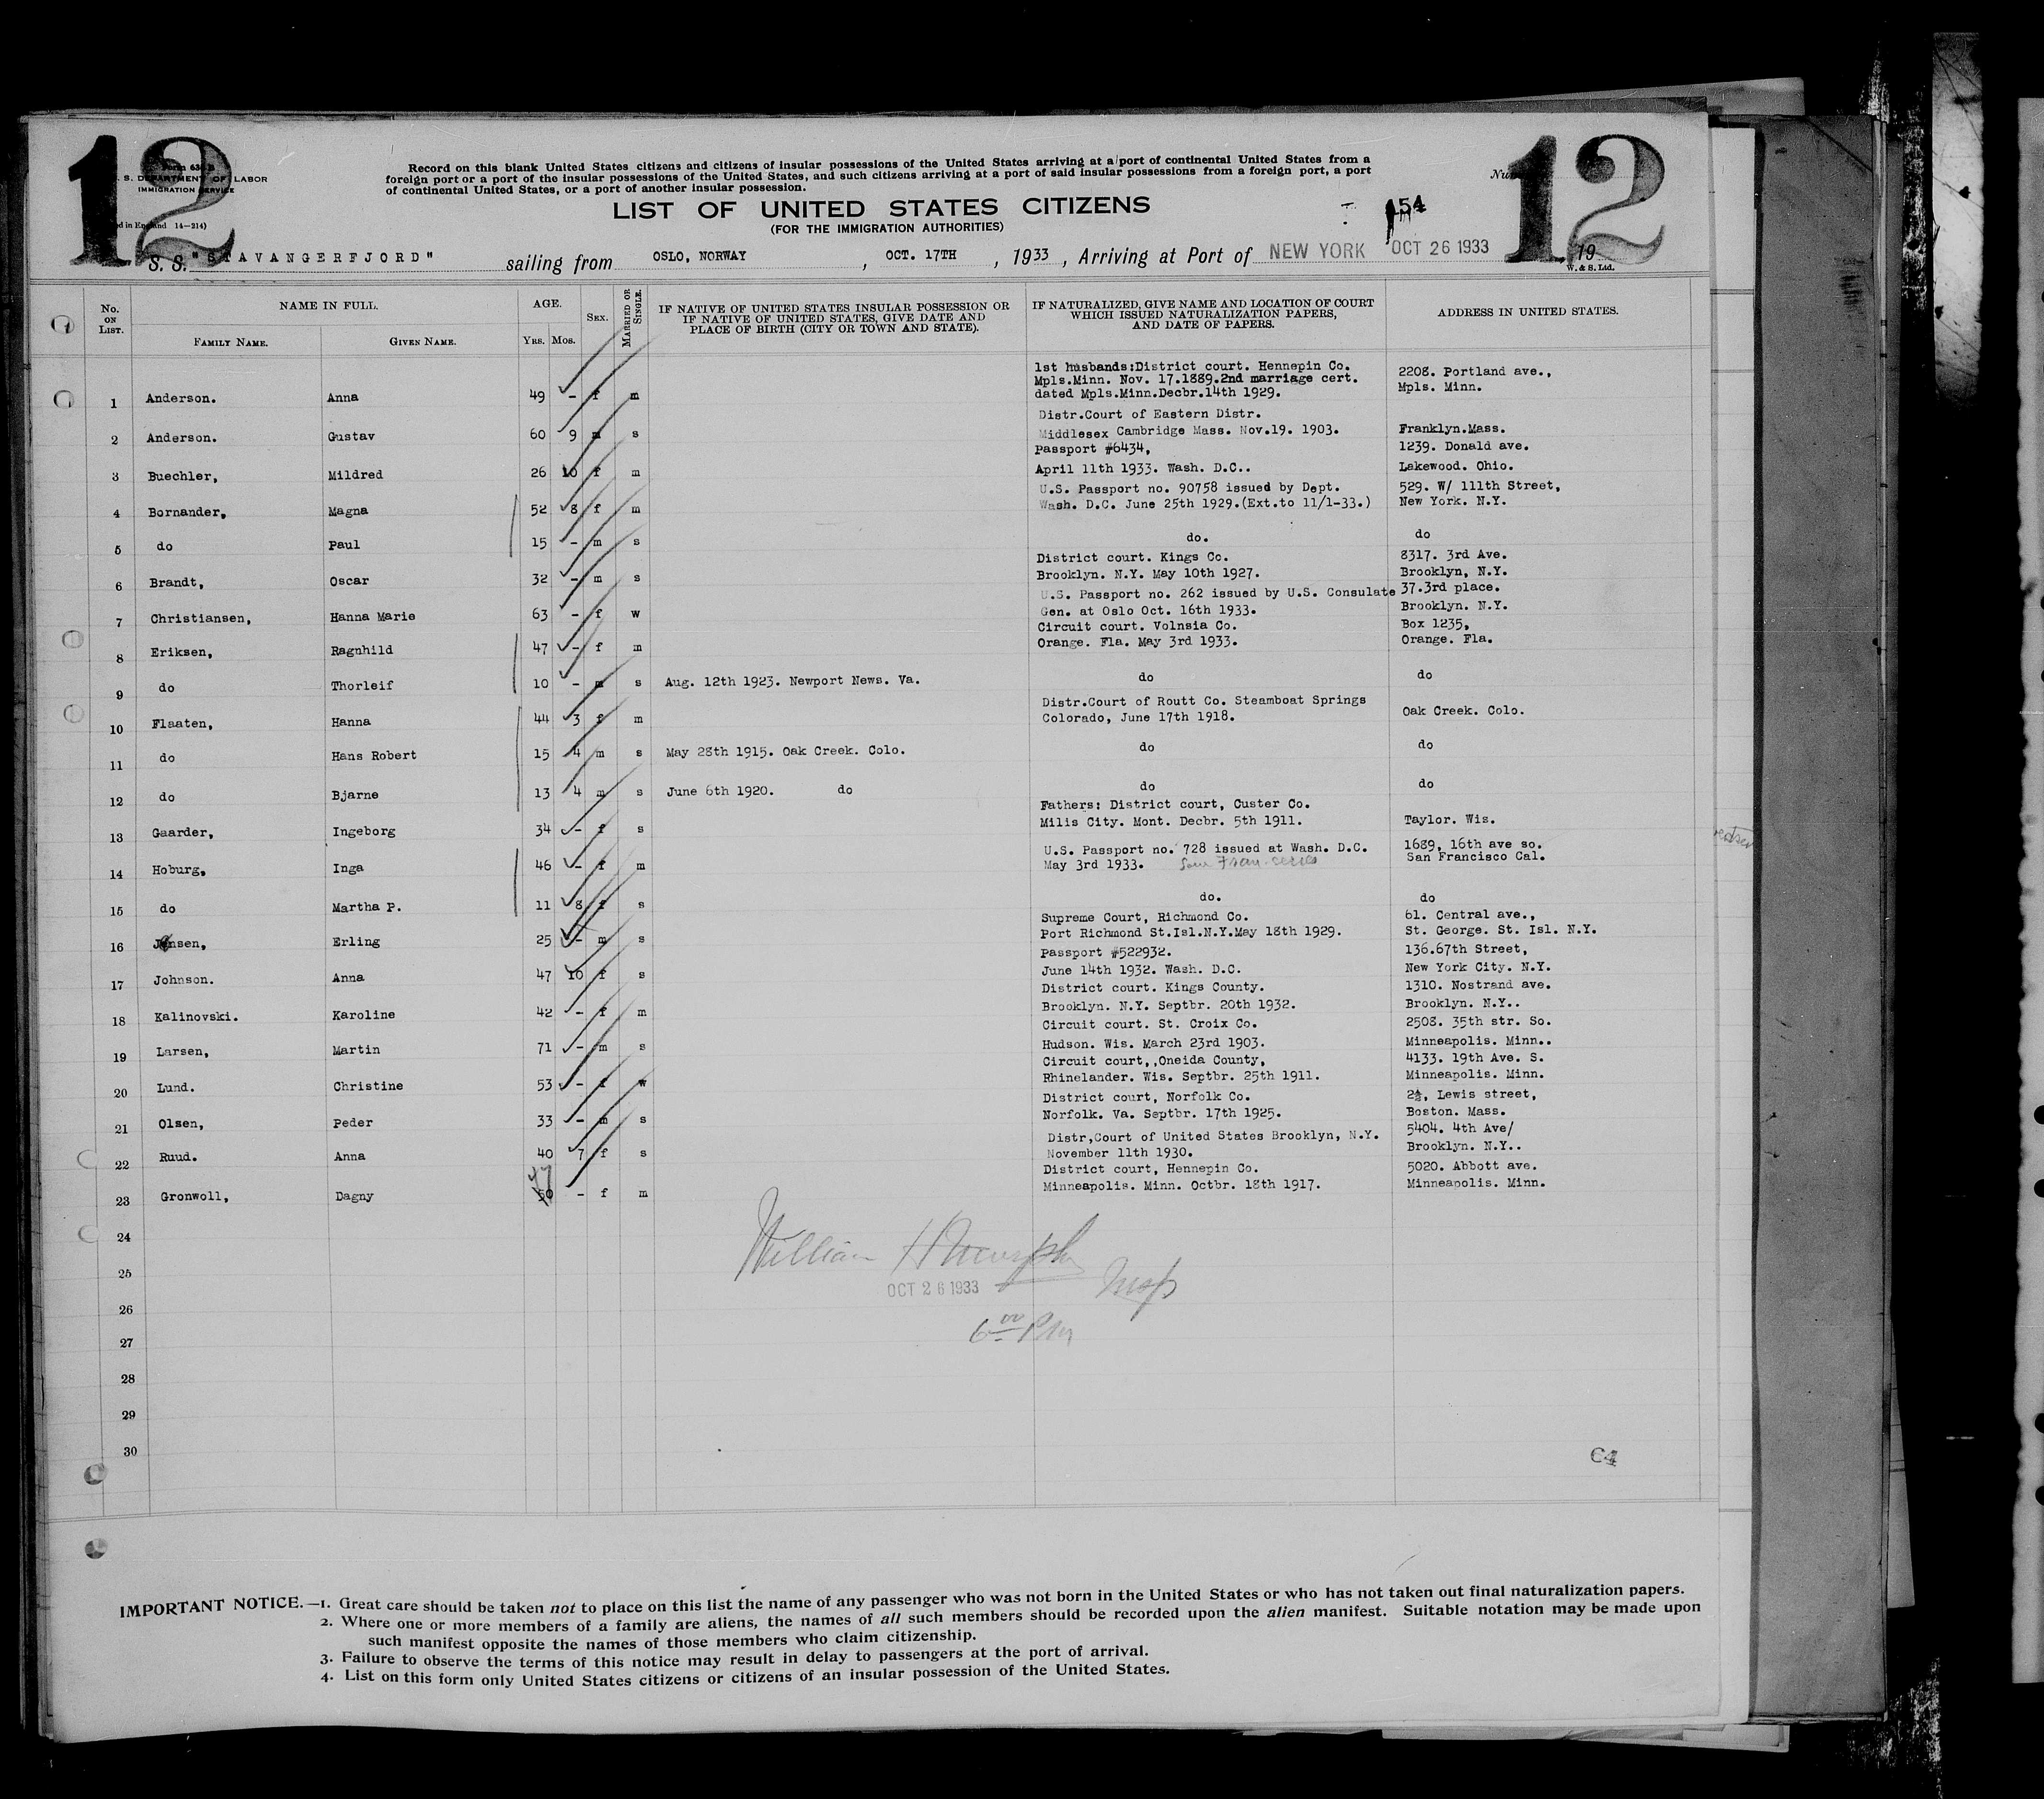 12
12
Form 630 B
U. S. DEPARTMENT OF LABOR
IMMIGRATION SERVICE
Record on this blank United States citizens and citizens of insular possessions of the United States arriving at a port of continental United States from a
foreign port or a port of the insular possessions of the United States, and such citizens arriving at a port of said insular possessions from a foreign port, a port
of continental United States, or a port of another insular possession.
LIST OF UNITED STATES CITIZENS
(FOR THE IMMIGRATION AUTHORITIES)
154
in England 14—214)
S. S. "STAVANGERFJORD" sailing from OSLO, NORWAY , OCT. 17TH , 1933 , Arriving at Port of NEW YORK OCT 26 1933 , 19
W. & S. Ltd.
No. ON LIST. NAME IN FULL. AGE. SEX. MARRIED OR SINGLE. IF NATIVE OF UNITED STATES INSULAR POSSESSION OR IF NATIVE OF UNITED STATES, GIVE DATE AND PLACE OF BIRTH (CITY OR TOWN AND STATE). IF NATURALIZED, GIVE NAME AND LOCATION OF COURT WHICH ISSUED NATURALIZATION PAPERS, AND DATE OF PAPERS. ADDRESS IN UNITED STATES.
FAMILY NAME. GIVEN NAME. YRS. MOS.
1st husbands:District court. Hennepin Co.
Mpls.Minn. Nov. 17.1889.2nd marriage cert. 2208. Portland ave.,
1 Anderson. Anna 49 - f m dated Mpls.Minn.Decbr.14th 1929. Mpls. Minn.
Distr.Court of Eastern Distr.
2 Anderson. Gustav 60 9 m s Middlesex Cambridge Mass. Nov.19. 1903. Franklyn.Mass.
Passport #6434, 1239. Donald ave.
3 Buechler, Mildred 26 10 f m April 11th 1933. Wash. D.C.. Lakewood. Ohio.
U.S. Passport no. 90758 issued by Dept. 529. W/ 111th Street,
4 Bornander, Magna 52 8 f m Wash. D.C. June 25th 1929.(Ext.to 11/1-33.) New York. N.Y.
5 do Paul 15 - m s do. do
District court. Kings Co. 8317. 3rd Ave.
6 Brandt, Oscar 32 - m s Brooklyn. N.Y. May 10th 1927. Brooklyn, N.Y.
U.S. Passport no. 262 issued by U.S. Consulate 37.3rd place.
7 Christiansen, Hanna Marie 63 - f w Gen. at Oslo Oct. 16th 1933. Brooklyn. N.Y.
Circuit court. Volnsia Co. Box 1235,
8 Eriksen, Ragnhild 47 - f m Orange. Fla. May 3rd 1933. Orange. Fla.
9 do Thorleif 10 - m s Aug. 12th 1923. Newport News. Va. do do
Distr.Court of Routt Co. Steamboat Springs
10 Flaaten, Hanna 44 3 f m Colorado, June 17th 1918. Oak Creek. Colo.
11 do Hans Robert 15 4 m s May 28th 1915. Oak Creek. Colo. do do
12 do Bjarne 13 4 m s June 6th 1920. do do do
Fathers: District court, Custer Co.
13 Gaarder, Ingeborg 34 - f s Milis City. Mont. Decbr. 5th 1911. Taylor. Wis.
U.S. Passport no. 728 issued at Wash. D.C. 1689, 16th ave so.
14 Hoburg, Inga 46 - f m May 3rd 1933. San Fran. series San Francisco Cal.
15 do Martha P. 11 8 f s do. do
Supreme Court, Richmond Co. 61. Central ave.,
16 Jensen, Erling 25 - m s Port Richmond St.Isl.N.Y.May 18th 1929. St. George. St. Isl. N.Y.
Passport #522932. 136.67th Street,
17 Johnson. Anna 47 10 f s June 14th 1932. Wash. D.C. New York City. N.Y.
District court. Kings County. 1310. Nostrand ave.
18 Kalinovski. Karoline 42 - f m Brooklyn. N.Y. Septbr. 20th 1932. Brooklyn. N.Y..
Circuit court. St. Croix Co. 2508. 35th str. So.
19 Larsen, Martin 71 - m s Hudson. Wis. March 23rd 1903. Minneapolis. Minn..
Circuit court,,Oneida County, 4133. 19th Ave. S.
20 Lund. Christine 53 - f w Rhinelander. Wis. Septbr. 25th 1911. Minneapolis. Minn.
District court, Norfolk Co. 2½, Lewis street,
21 Olsen, Peder 33 - m s Norfolk. Va. Septbr. 17th 1925. Boston. Mass.
Distr,Court of United States Brooklyn, N.Y. 5404. 4th Ave/
22 Ruud. Anna 40 7 f s November 11th 1930. Brooklyn. N.Y..
47 District court, Hennepin Co. 5020. Abbott ave.
23 Gronwoll, Dagny 50 - f m Minneapolis. Minn. Octbr. 18th 1917. Minneapolis. Minn.
24
25
26
27
28
29
30
William H Murphy
OCT 26 1933 Insp
6 00 PM
C4
IMPORTANT NOTICE.—1. Great care should be taken not to place on this list the name of any passenger who was not born in the United States or who has not taken out final naturalization papers.
2. Where one or more members of a family are aliens, the names of all such members should be recorded upon the alien manifest. Suitable notation may be made upon
such manifest opposite the names of those members who claim citizenship.
3. Failure to observe the terms of this notice may result in delay to passengers at the port of arrival.
4. List on this form only United States citizens or citizens of an insular possession of the United States.